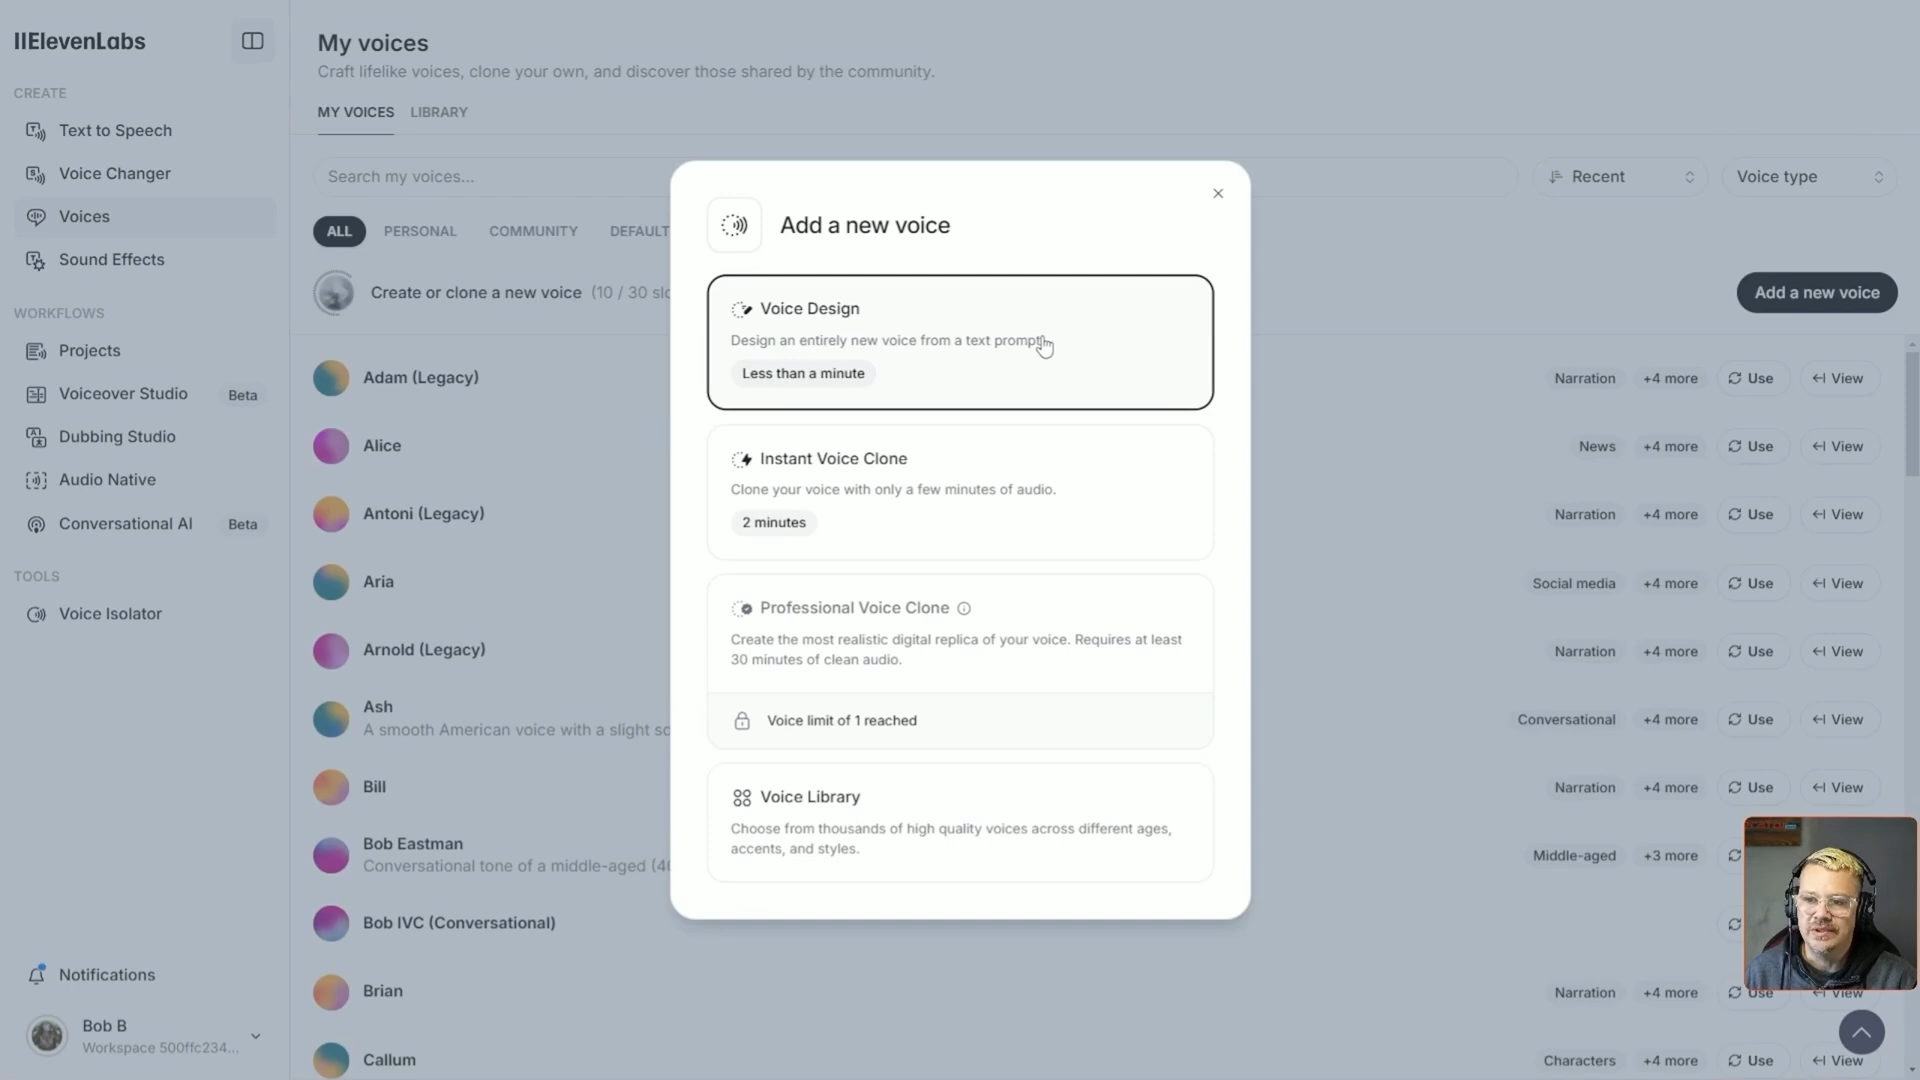 IIElevenLabs
CREATE
Text to Speech
Voice Changer
Voices
Sound Effects
WORKFLOWS
Projects
Voiceover Studio Beta
Dubbing Studio
Audio Native
Conversational AI Beta
TOOLS
Voice Isolator
Notifications
Bob B
Workspace 500ffc234...
My voices
Craft lifelike voices, clone your own, and discover those shared by the community.
MY VOICES LIBRARY
Search my voices...
Recent
Voice type
ALL PERSONAL COMMUNITY DEFAULT
Create or clone a new voice (10 / 30 slo
Add a new voice
Adam (Legacy) Narration +4 more Use View
Alice News +4 more Use View
Antoni (Legacy) Narration +4 more Use View
Aria Social media +4 more Use View
Arnold (Legacy) Narration +4 more Use View
Ash Conversational +4 more Use View
A smooth American voice with a slight sc
Bill Narration +4 more Use View
Bob Eastman Middle-aged +3 more
Conversational tone of a middle-aged (40
Bob IVC (Conversational)
Brian Narration +4 more Use View
Callum Characters +4 more Use View
Add a new voice
Voice Design
Design an entirely new voice from a text prompt
Less than a minute
Instant Voice Clone
Clone your voice with only a few minutes of audio.
2 minutes
Professional Voice Clone
Create the most realistic digital replica of your voice. Requires at least
30 minutes of clean audio.
Voice limit of 1 reached
Voice Library
Choose from thousands of high quality voices across different ages,
accents, and styles.